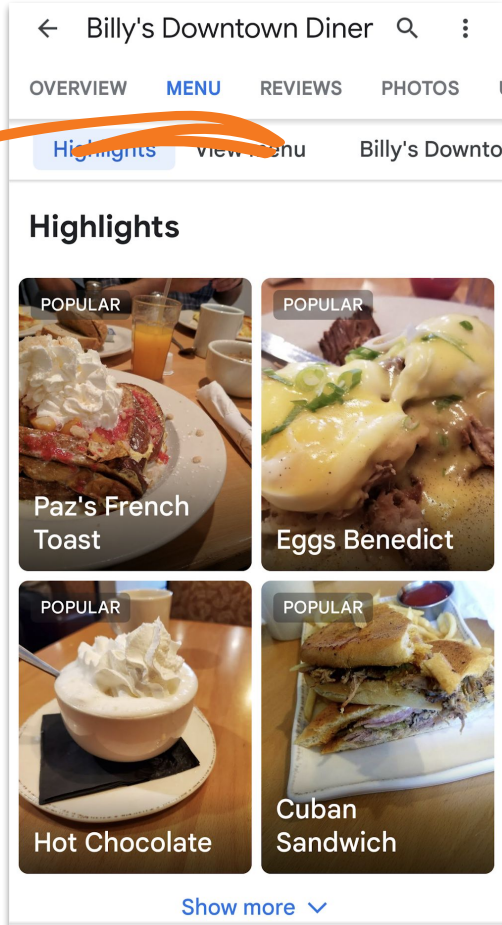 Billy's Downtown Diner
OVERVIEW MENU REVIEWS PHOTOS
Highlights View menu Billy's Downto
Highlights
POPULAR
Paz's French
Toast
POPULAR
Eggs Benedict
POPULAR
Hot Chocolate
POPULAR
Cuban
Sandwich
Show more